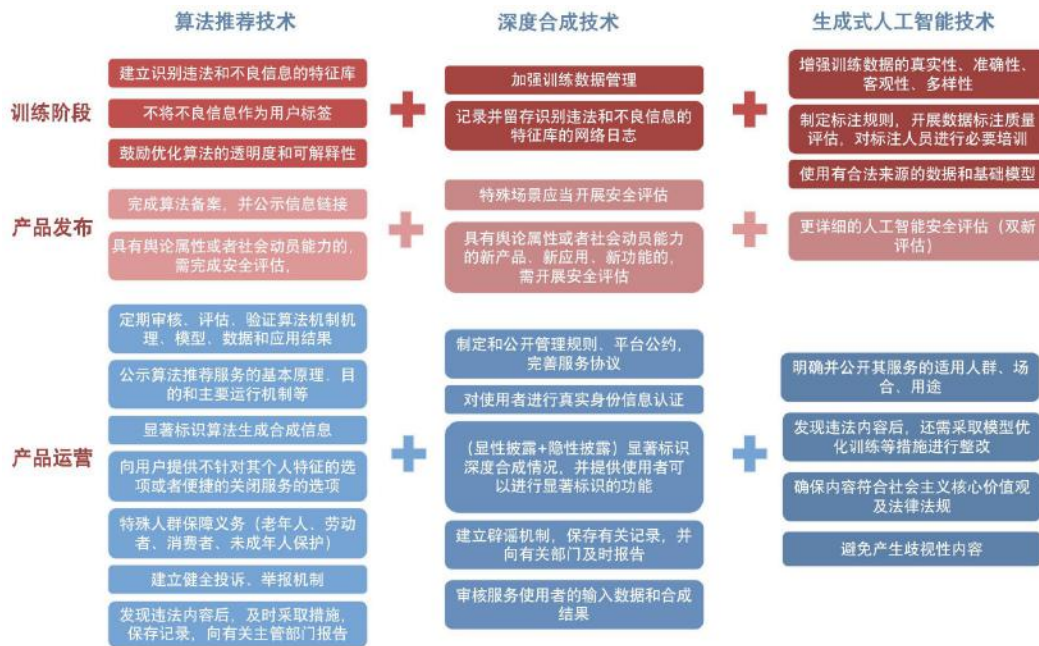 算法推荐技术
深度合成技术
生成式人工智能技术
训练阶段
建立识别违法和不良信息的特征库
不将不良信息作为用户标签
鼓励优化算法的透明度和可解释性
加强训练数据管理
记录并留存识别违法和不良信息的
特征库的网络日志
增强训练数据的真实性、准确性、
客观性、多样性
制定标注规则，开展数据标注质量
评估，对标注人员进行必要培训
使用有合法来源的数据和基础模型
产品发布
完成算法备案，并公示信息链接
具有舆论属性或者社会动员能力的，
需完成安全评估，
特殊场景应当开展安全评估
具有舆论属性或者社会动员能力
的新产品、新应用、新功能的，
需开展安全评估
更详细的人工智能安全评估（双新
评估）
产品运营
定期审核、评估、验证算法机制机
理、模型、数据和应用结果
公示算法推荐服务的基本原理、目
的和主要运行机制等
显著标识算法生成合成信息
向用户提供不针对其个人特征的选
项或者便捷的关闭服务的选项
特殊人群保障义务（老年人、劳动
者、消费者、未成年人保护）
建立健全投诉、举报机制
发现违法内容后，及时采取措施，
保存记录，向有关主管部门报告
制定和公开管理规则、平台公约，
完善服务协议
对使用者进行真实身份信息认证
（显性披露+隐性披露）显著标识
深度合成情况，并提供使用者可
以进行显著标识的功能
建立辟谣机制，保存有关记录，并
向有关部门及时报告
审核服务使用者的输入数据和合成
结果
明确并公开其服务的适用人群、场
合、用途
发现违法内容后，还需采取模型优
化训练等措施进行整改
确保内容符合社会主义核心价值观
及法律法规
避免产生歧视性内容